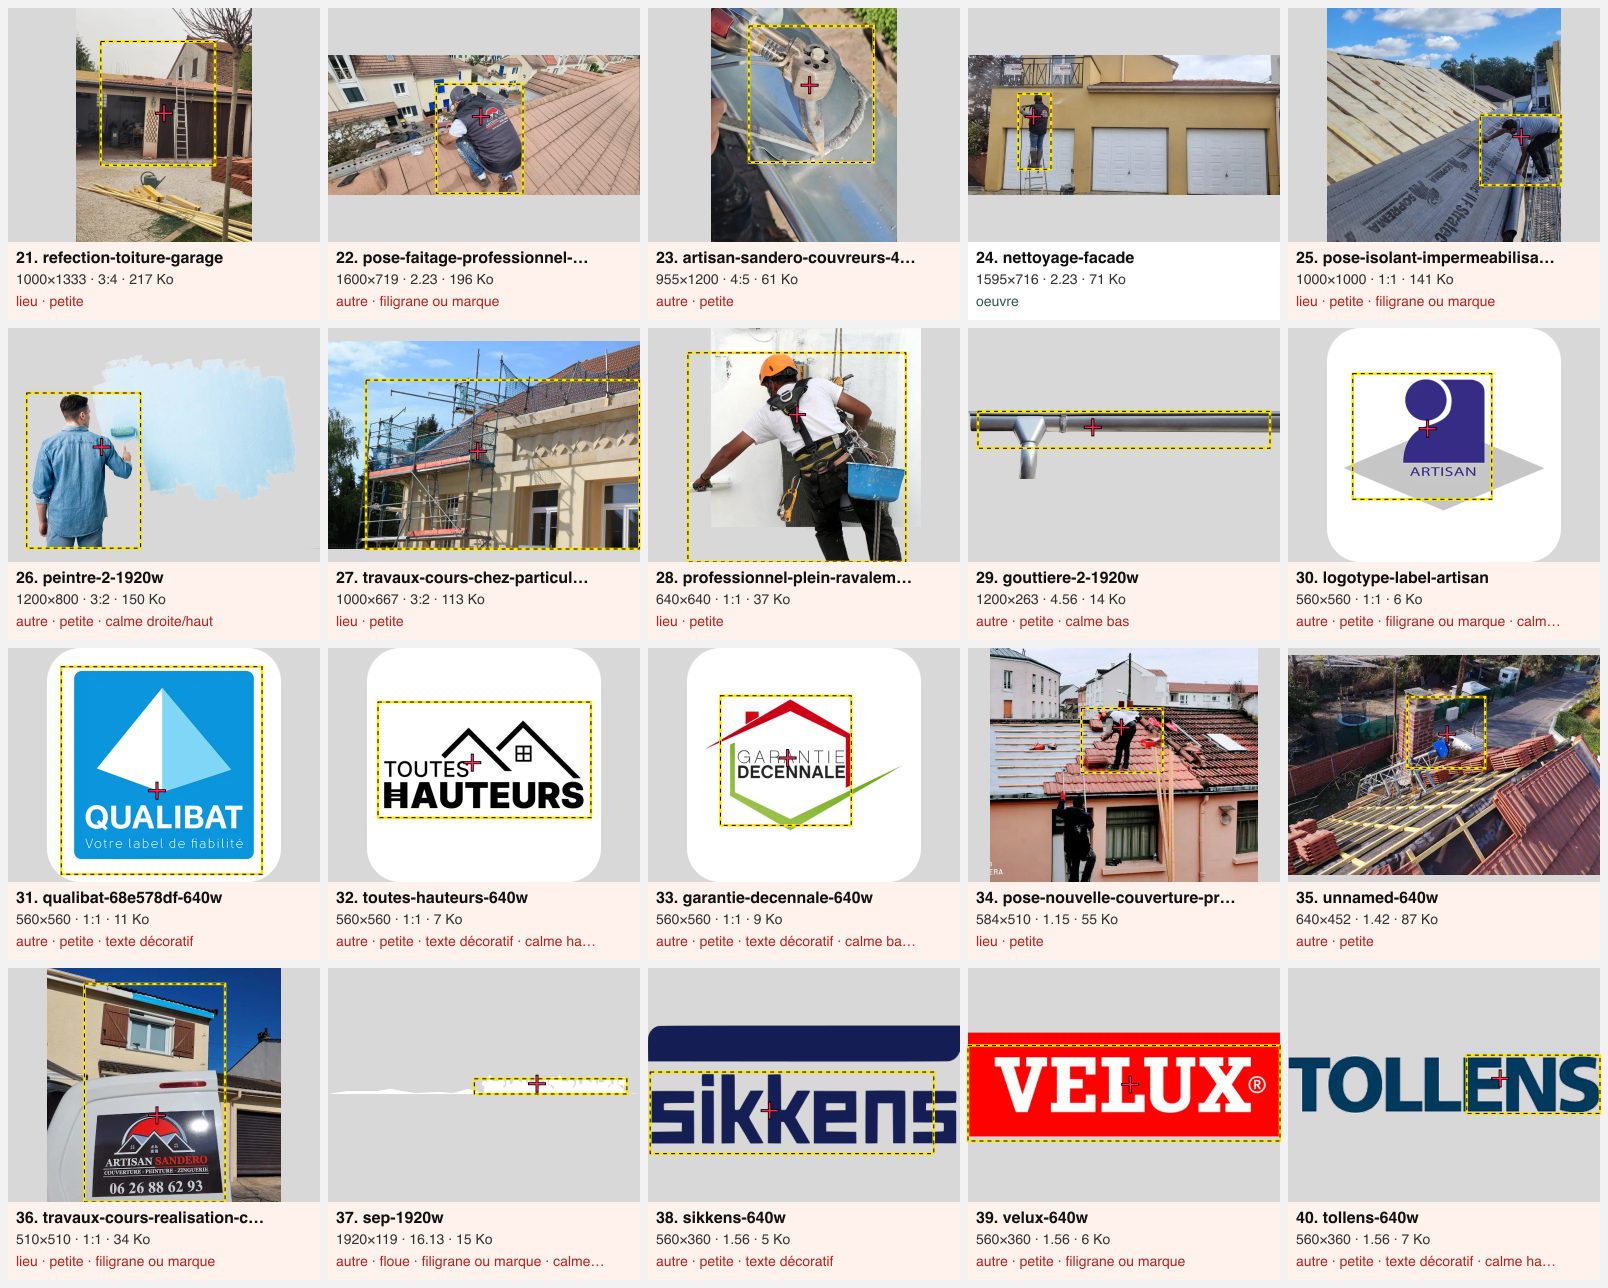 21. refection-toiture-garage
1000×1333 · 3:4 · 217 Ko
lieu · petite
22. pose-faitage-professionnel-…
1600×719 · 2.23 · 196 Ko
autre · filigrane ou marque
23. artisan-sandero-couvreurs-4…
955×1200 · 4:5 · 61 Ko
autre · petite
24. nettoyage-facade
1595×716 · 2.23 · 71 Ko
oeuvre
SOPREMA
25. pose-isolant-impermeabilisa…
1000×1000 · 1:1 · 141 Ko
lieu · petite · filigrane ou marque
26. peintre-2-1920w
1200×800 · 3:2 · 150 Ko
autre · petite · calme droite/haut
27. travaux-cours-chez-particul…
1000×667 · 3:2 · 113 Ko
lieu · petite
28. professionnel-plein-ravalem…
640×640 · 1:1 · 37 Ko
lieu · petite
29. gouttiere-2-1920w
1200×263 · 4.56 · 14 Ko
autre · petite · calme bas
ARTISAN
30. logotype-label-artisan
560×560 · 1:1 · 6 Ko
autre · petite · filigrane ou marque · calm…
QUALIBAT
Votre label de fiabilité
31. qualibat-68e578df-640w
560×560 · 1:1 · 11 Ko
autre · petite · texte décoratif
TOUTES
HAUTEURS
32. toutes-hauteurs-640w
560×560 · 1:1 · 7 Ko
autre · petite · texte décoratif · calme ha…
GARANTIE
DECENNALE
33. garantie-decennale-640w
560×560 · 1:1 · 9 Ko
autre · petite · texte décoratif · calme ba…
ERA
34. pose-nouvelle-couverture-pr…
584×510 · 1.15 · 55 Ko
lieu · petite
35. unnamed-640w
640×452 · 1.42 · 87 Ko
autre · petite
ARTISAN SANDERO
COUVERTURE - PEINTURE - ZINGUERIE
06 26 88 62 93
36. travaux-cours-realisation-c…
510×510 · 1:1 · 34 Ko
lieu · petite · filigrane ou marque
37. sep-1920w
1920×119 · 16.13 · 15 Ko
autre · floue · filigrane ou marque · calme…
sikkens
38. sikkens-640w
560×360 · 1.56 · 5 Ko
autre · petite · texte décoratif
VELUX®
39. velux-640w
560×360 · 1.56 · 6 Ko
autre · petite · filigrane ou marque
TOLLENS
40. tollens-640w
560×360 · 1.56 · 7 Ko
autre · petite · texte décoratif · calme ha…